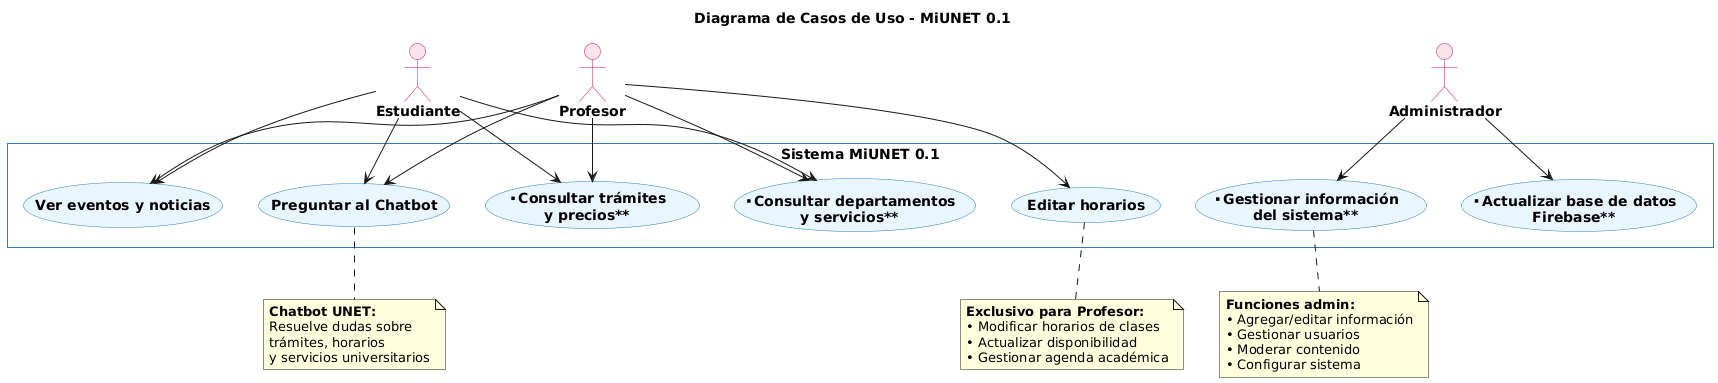 Diagrama de Casos de Uso - MiUNET 0.1
Estudiante
Profesor
Administrador
Sistema MiUNET 0.1
Ver eventos y noticias
Preguntar al Chatbot
▪Consultar trámites
y precios**
▪Consultar departamentos
y servicios**
Editar horarios
▪Gestionar información
del sistema**
▪Actualizar base de datos
Firebase**
Chatbot UNET:
Resuelve dudas sobre
trámites, horarios
y servicios universitarios
Exclusivo para Profesor:
• Modificar horarios de clases
• Actualizar disponibilidad
• Gestionar agenda académica
Funciones admin:
• Agregar/editar información
• Gestionar usuarios
• Moderar contenido
• Configurar sistema